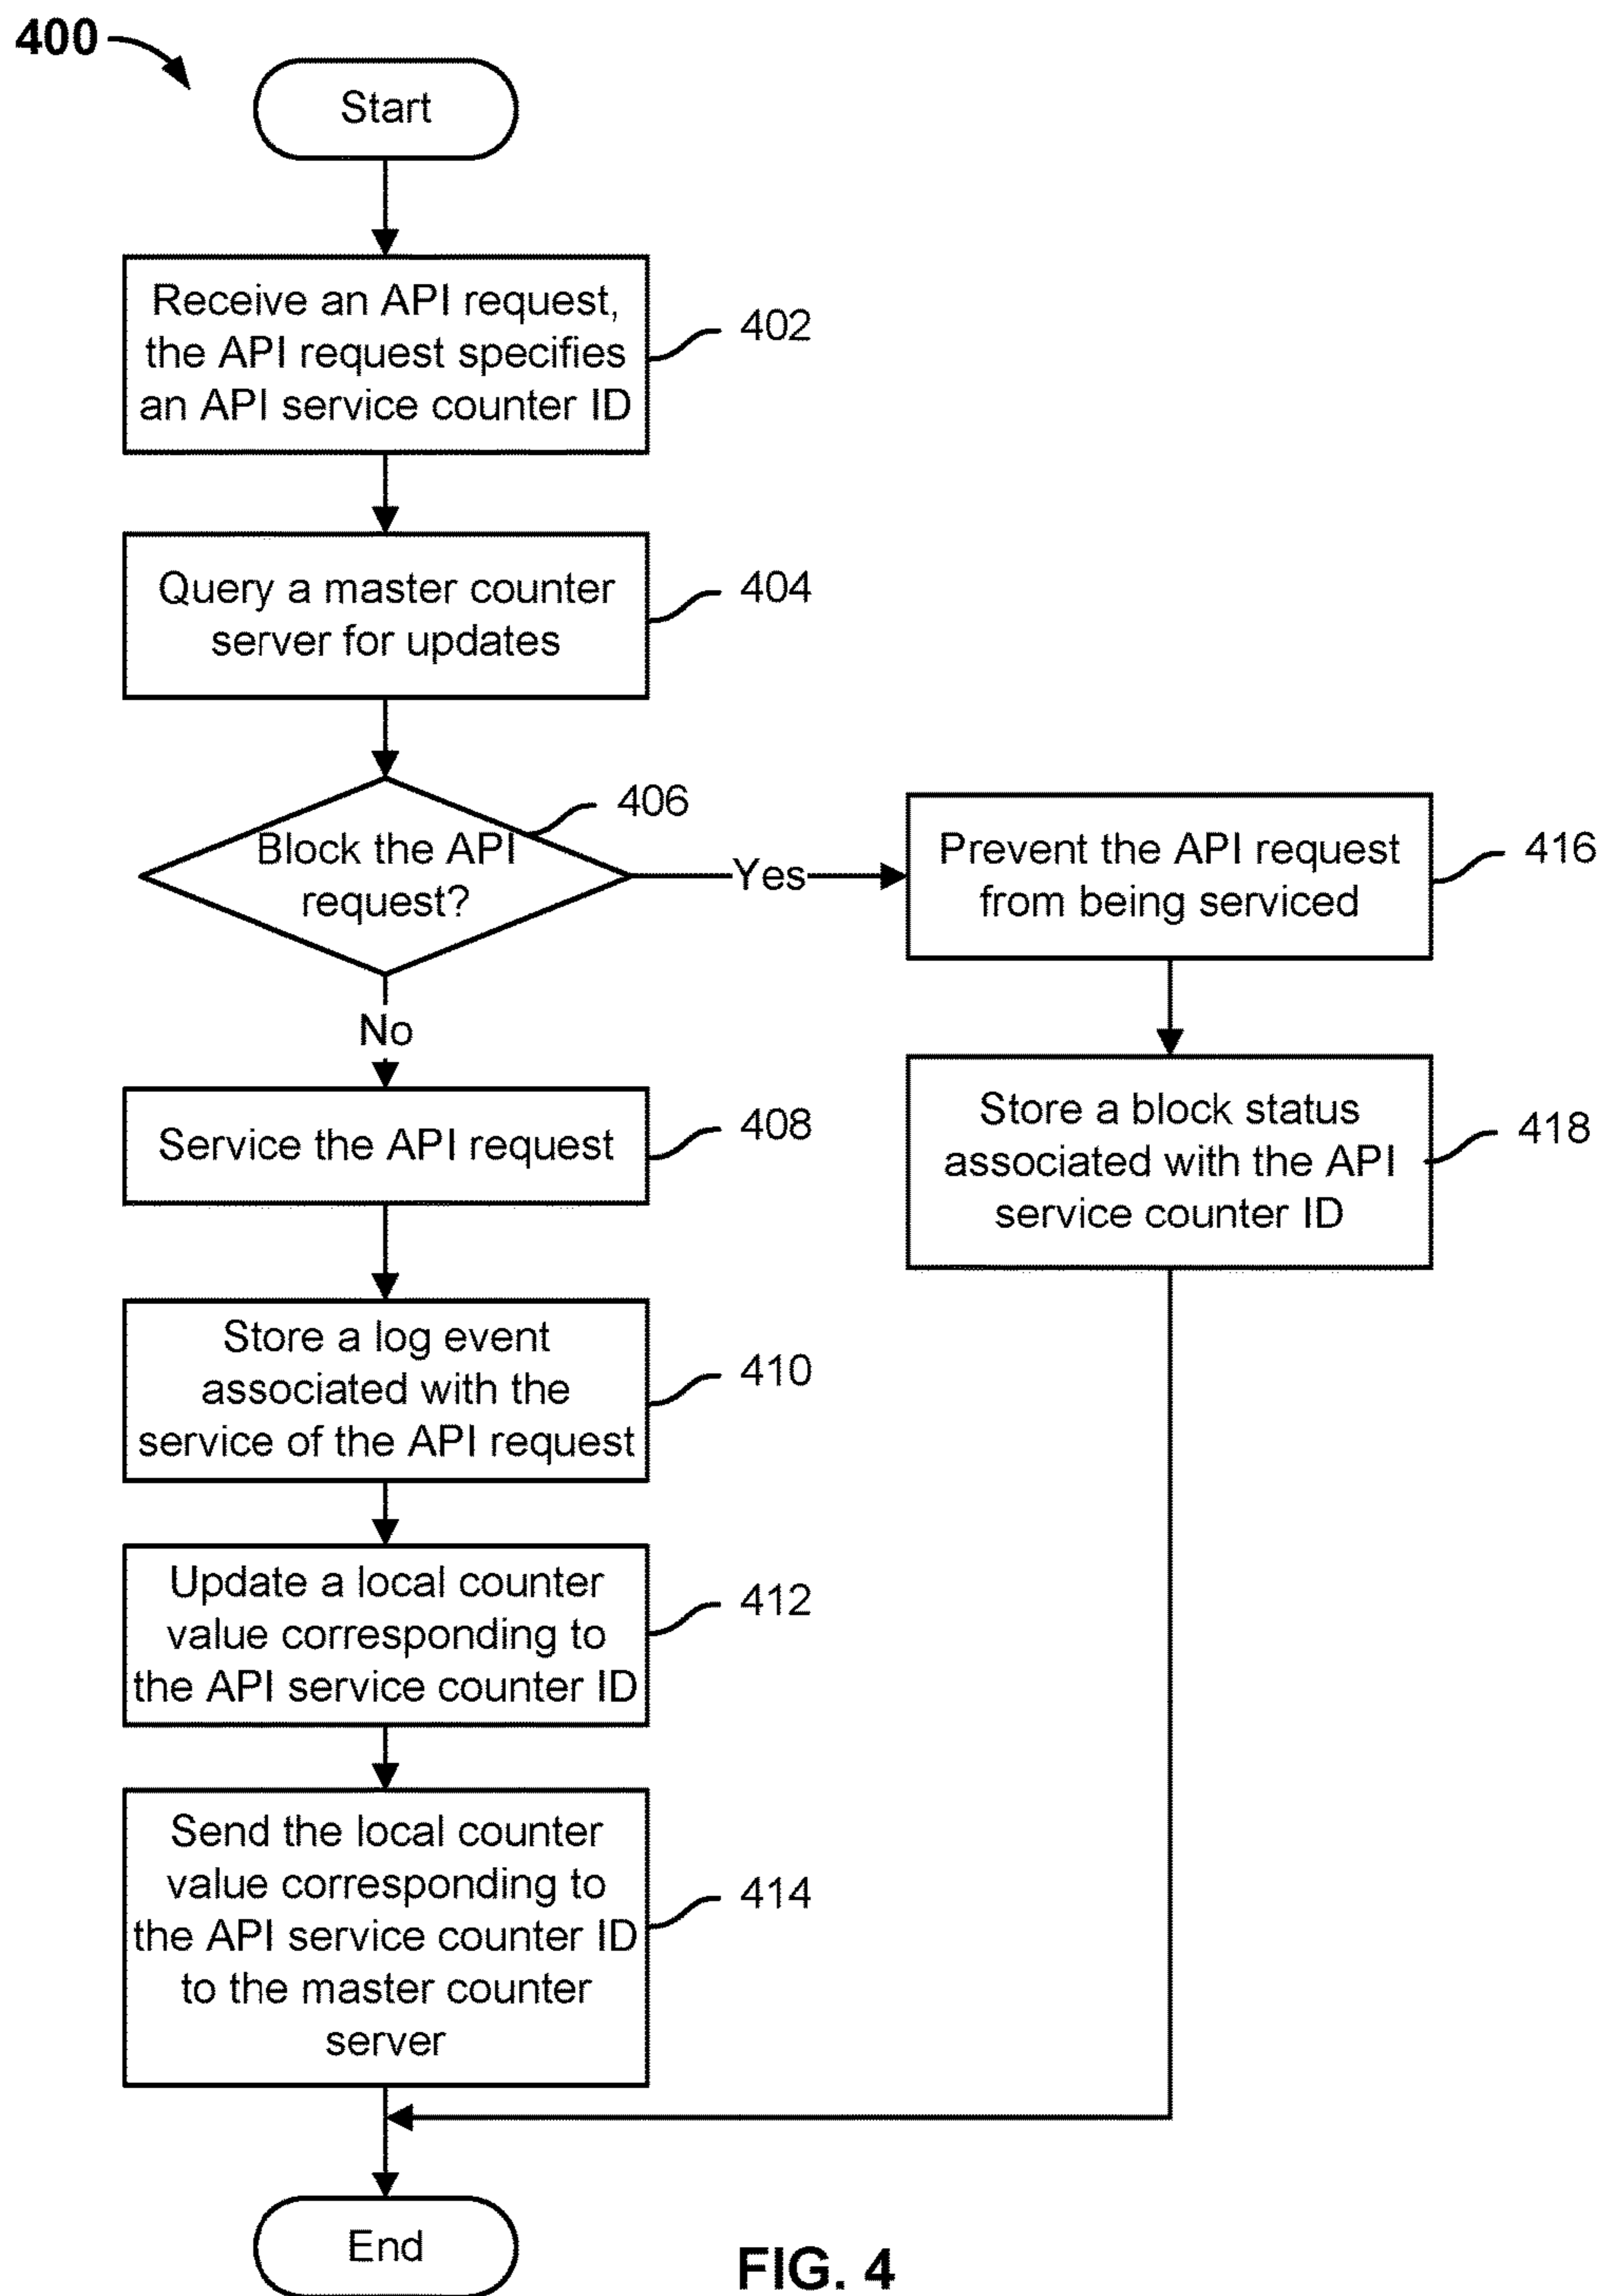 400
Start
Receive an API request,
the API request specifies
an API service counter ID
402
Query a master counter
server for updates
404
Block the API
request?
406
Yes
Prevent the API request
from being serviced
416
No
Store a block status
associated with the API
service counter ID
418
Service the API request
408
Store a log event
associated with the
service of the API request
410
Update a local counter
value corresponding to
the API service counter ID
412
Send the local counter
value corresponding to
the API service counter ID
to the master counter
server
414
End
FIG. 4